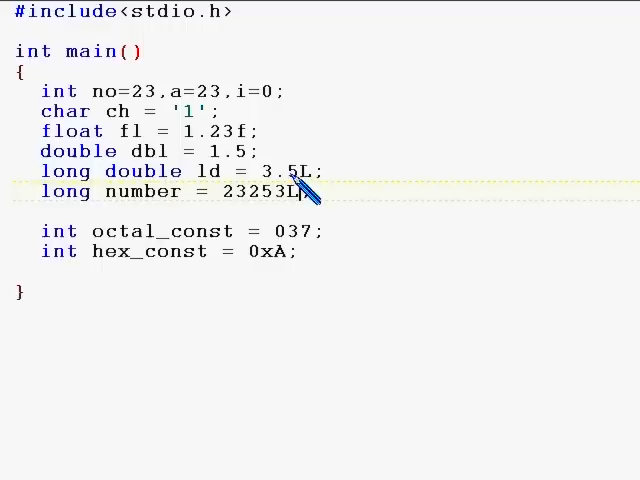 #include<stdio.h>
int main()
{
int no=23,a=23,i=0;
char ch = '1';
float fl = 1.23f;
double dbl = 1.5;
long double ld = 3.5L;
long number = 23253L;
int octal_const = 037;
int hex_const = 0xA;
}